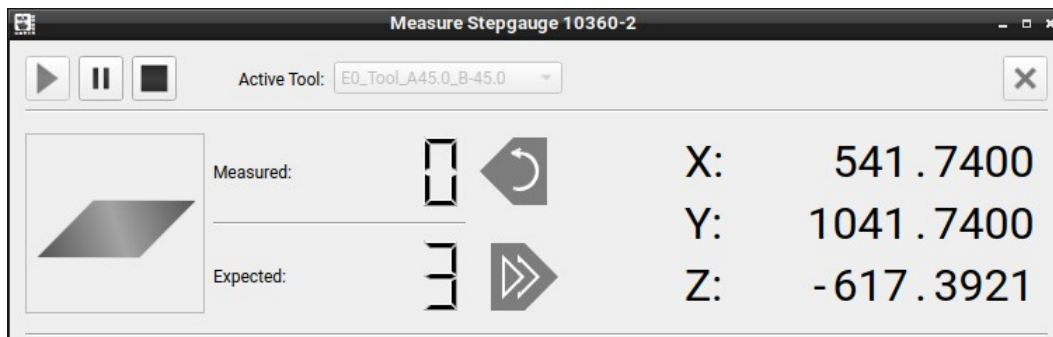 Measure Stepgauge 10360-2
Active Tool: E0_Tool_A45.0_B-45.0
Measured: 0
X: 541.7400
Y: 1041.7400
Expected: 3
Z: -617.3921